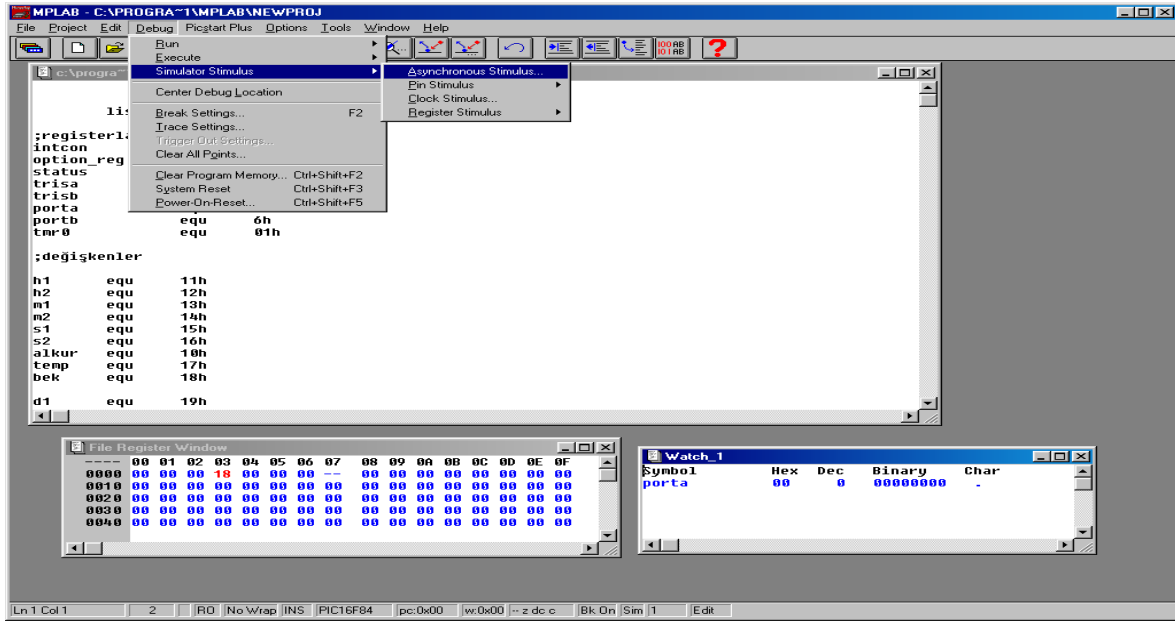 MPLAB - C:\PROGRA~1\MPLAB\NEWPROJ
File Project Edit Debug Picstart Plus Options Tools Window Help
Run
Execute
Simulator Stimulus
Center Debug Location
Break Settings... F2
Trace Settings...
Trigger Out Settings...
Clear All Points...
Clear Program Memory... Ctrl+Shift+F2
System Reset Ctrl+Shift+F3
Power-On-Reset... Ctrl+Shift+F5
Asynchronous Stimulus...
Pin Stimulus
Clock Stimulus...
Register Stimulus
c:\progra~
lis
;registerla
intcon
option_reg
status
trisa
trisb
porta
portb equ 6h
tmr0 equ 01h
;değişkenler
h1 equ 11h
h2 equ 12h
m1 equ 13h
m2 equ 14h
s1 equ 15h
s2 equ 16h
alkur equ 10h
temp equ 17h
bek equ 18h
d1 equ 19h
File Register Window
---- 00 01 02 03 04 05 06 07 08 09 0A 0B 0C 0D 0E 0F
0000 00 00 00 18 00 00 00 -- 00 00 00 00 00 00 00 00
0010 00 00 00 00 00 00 00 00 00 00 00 00 00 00 00 00
0020 00 00 00 00 00 00 00 00 00 00 00 00 00 00 00 00
0030 00 00 00 00 00 00 00 00 00 00 00 00 00 00 00 00
0040 00 00 00 00 00 00 00 00 00 00 00 00 00 00 00 00
Watch_1
Symbol Hex Dec Binary Char
porta 00 0 00000000 .
Ln 1 Col 1 2 RO No Wrap INS PIC16F84 pc:0x00 w:0x00 -- z dc c Bk On Sim 1 Edit